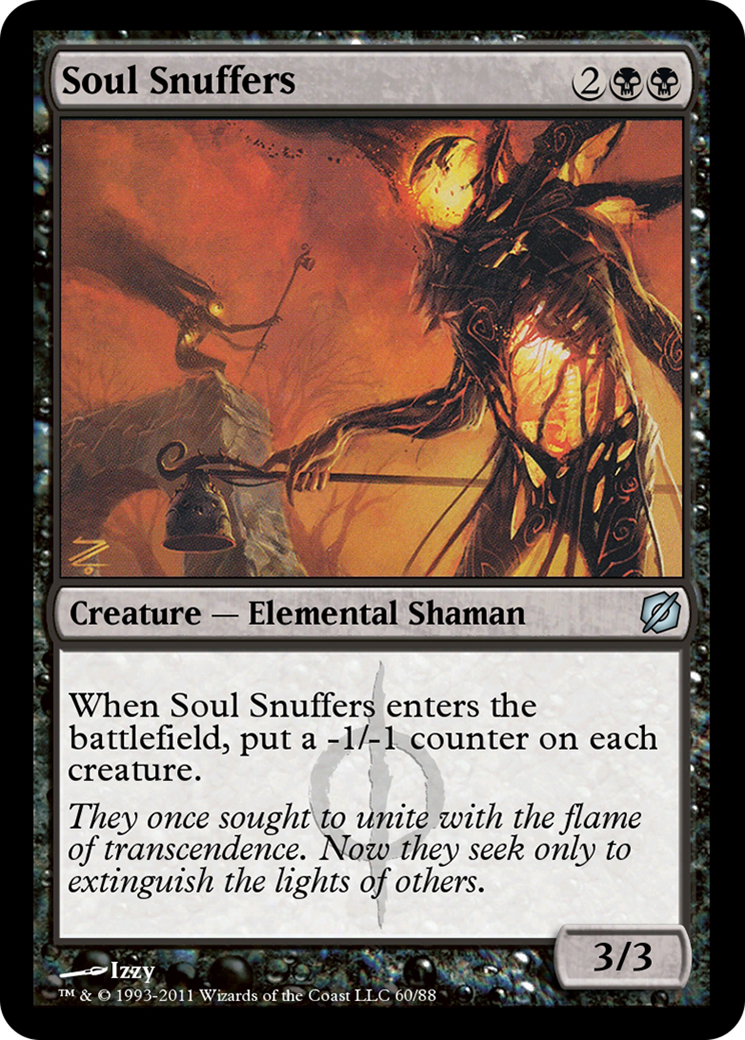 Soul Snuffers 2
Creature — Elemental Shaman
When Soul Snuffers enters the
battlefield, put a -1/-1 counter on each
creature.
They once sought to unite with the flame
of transcendence. Now they seek only to
extinguish the lights of others.
3/3
Izzy
™ & © 1993-2011 Wizards of the Coast LLC 60/88